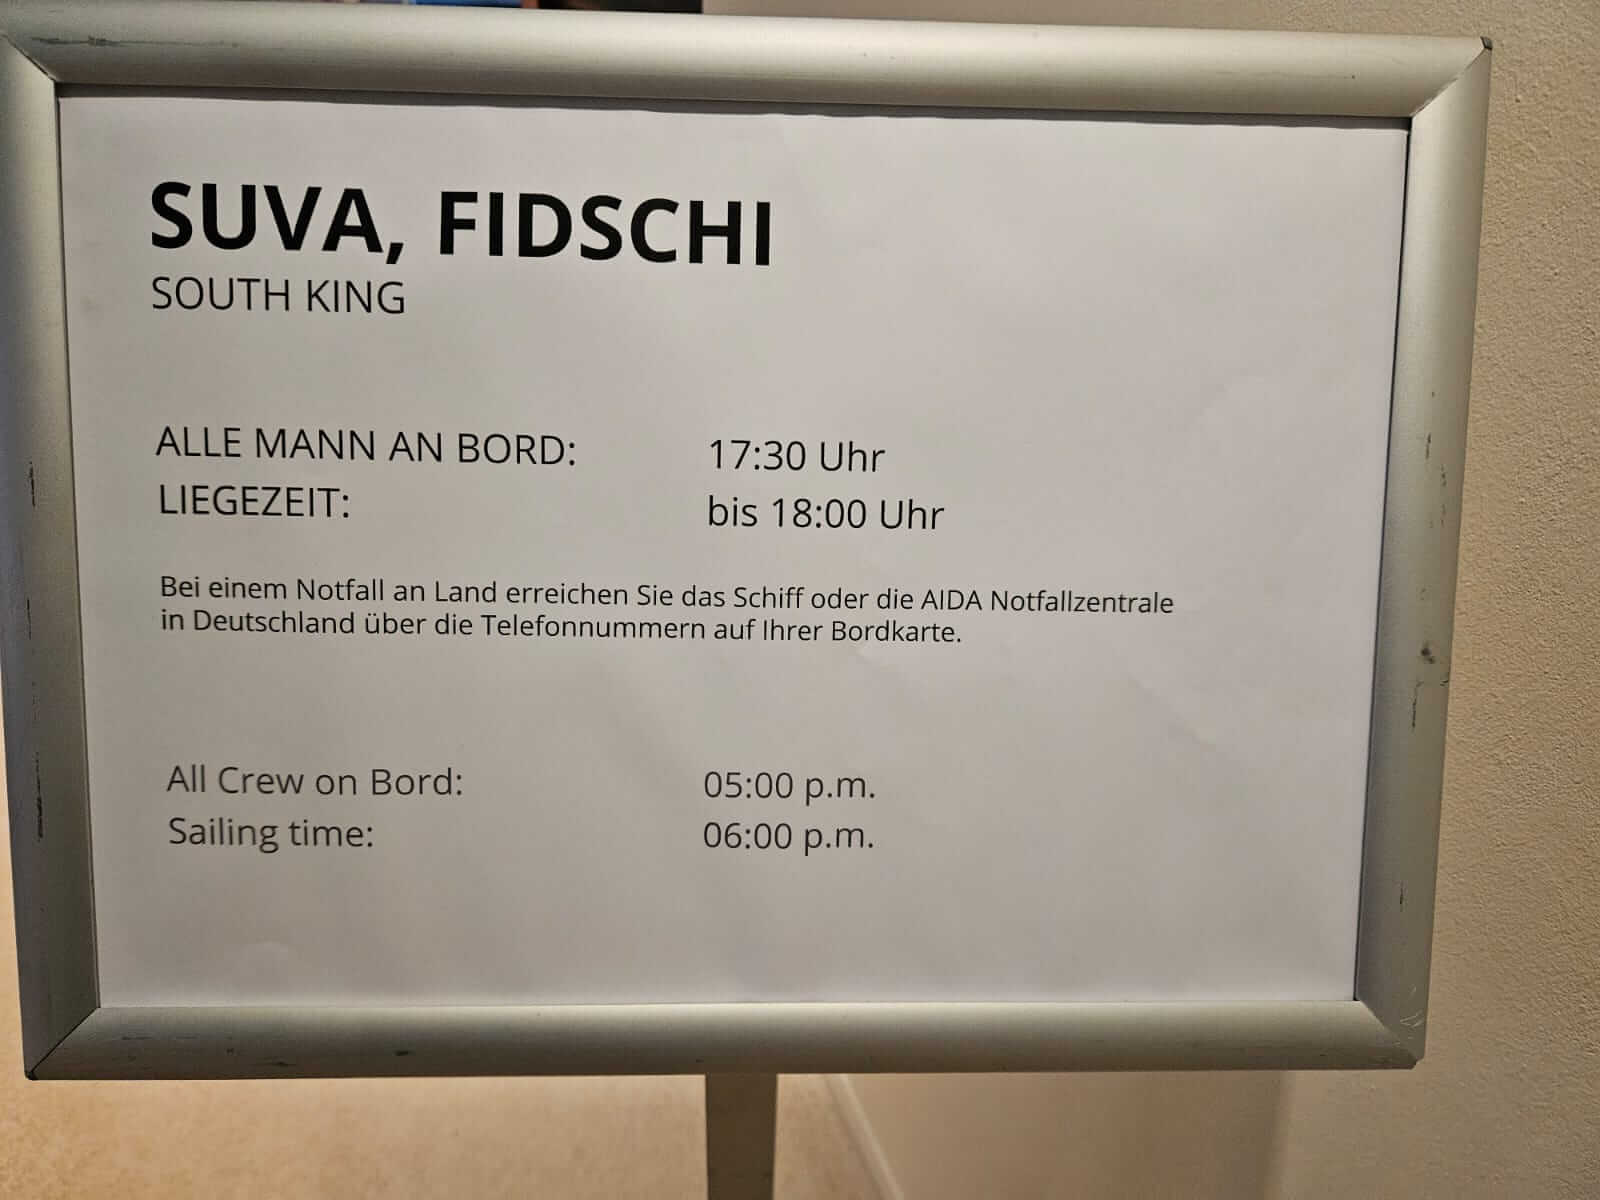 SUVA, FIDSCHI
SOUTH KING
ALLE MANN AN BORD: 17:30 Uhr
LIEGEZEIT: bis 18:00 Uhr
Bei einem Notfall an Land erreichen Sie das Schiff oder die AIDA Notfallzentrale
in Deutschland über die Telefonnummern auf Ihrer Bordkarte.
All Crew on Bord: 05:00 p.m.
Sailing time: 06:00 p.m.